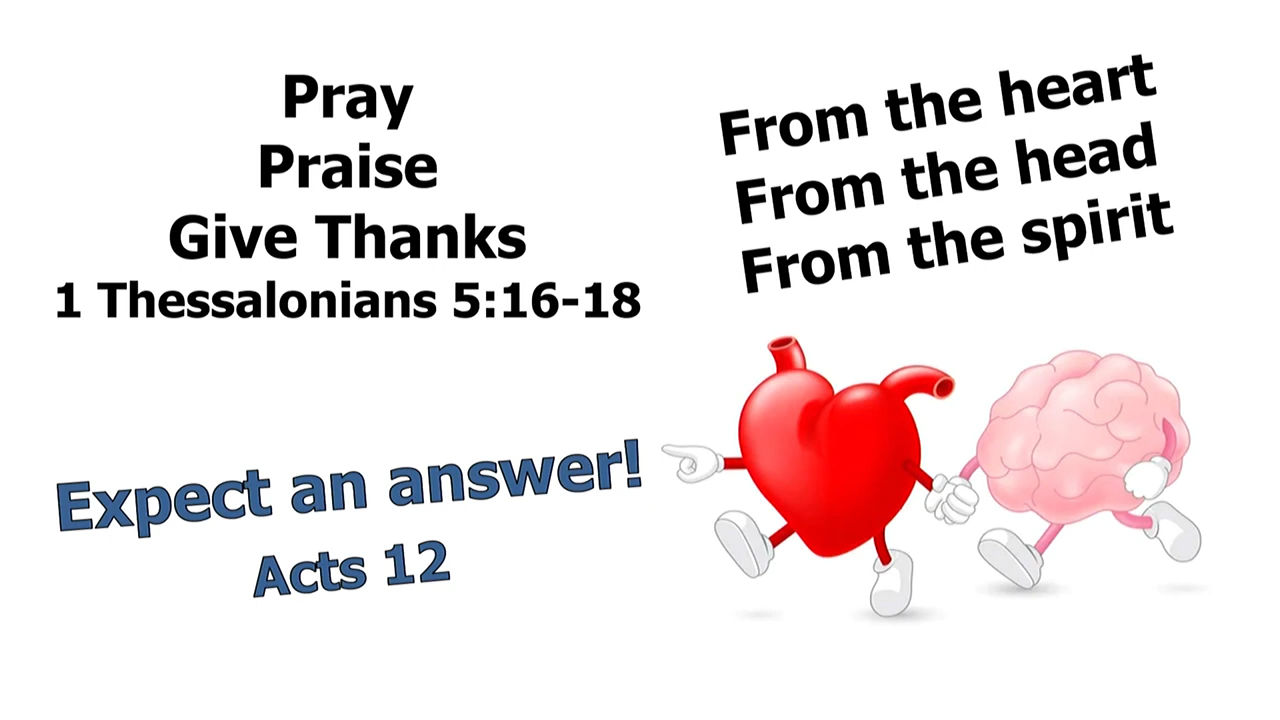 Pray
Praise
Give Thanks
1 Thessalonians 5:16-18
From the heart
From the head
From the spirit
Expect an answer!
Acts 12